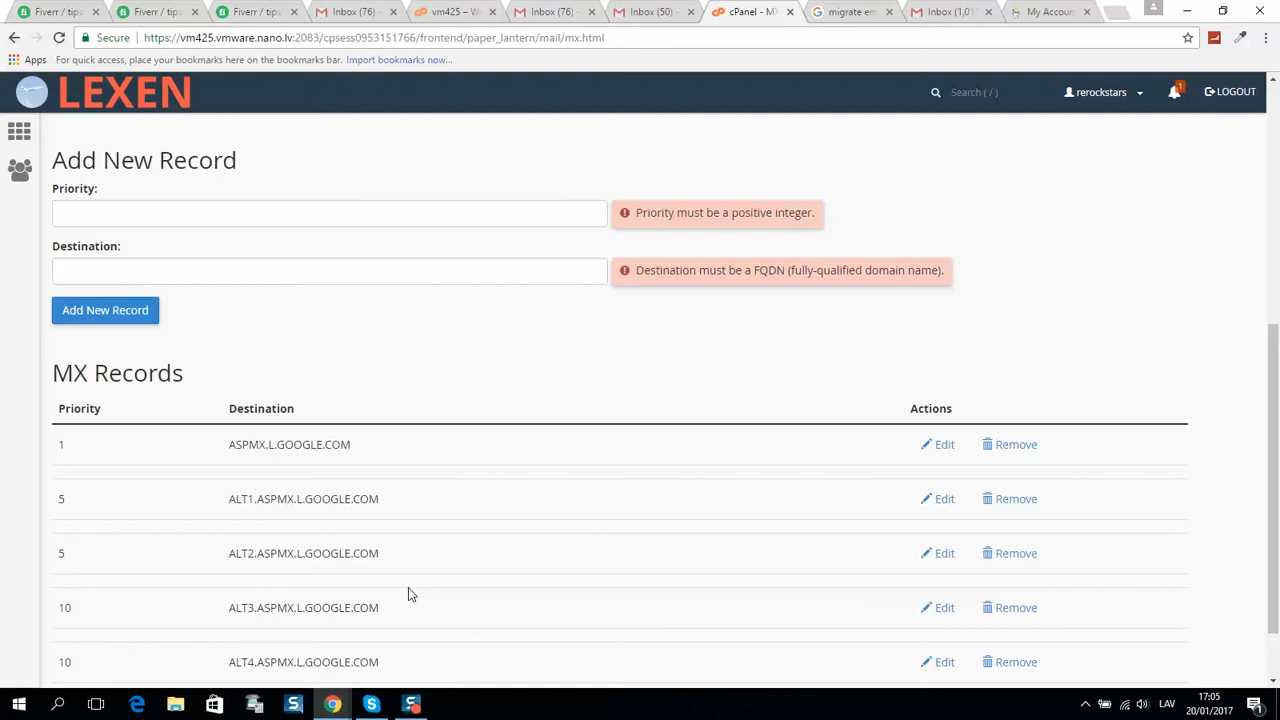 Fiverr / tips
Fiverr / tips
Fiverr / tips
Inbox (76) -
vm425 – W
Inbox (76) -
Inbox (50) -
cPanel - MX
migrate em
Inbox (1,01
My Accoun
Secure
https://vm425.vmware.nano.lv:2083/cpsess0953151766/frontend/paper_lantern/mail/mx.html
Apps
For quick access, place your bookmarks here on the bookmarks bar. Import bookmarks now...
LEXEN
Search ( / )
rerockstars
1
LOGOUT
Add New Record
Priority:
Priority must be a positive integer.
Destination:
Destination must be a FQDN (fully-qualified domain name).
Add New Record
MX Records
Priority Destination Actions
1 ASPMX.L.GOOGLE.COM Edit Remove
5 ALT1.ASPMX.L.GOOGLE.COM Edit Remove
5 ALT2.ASPMX.L.GOOGLE.COM Edit Remove
10 ALT3.ASPMX.L.GOOGLE.COM Edit Remove
10 ALT4.ASPMX.L.GOOGLE.COM Edit Remove
LAV
17:05
20/01/2017
1